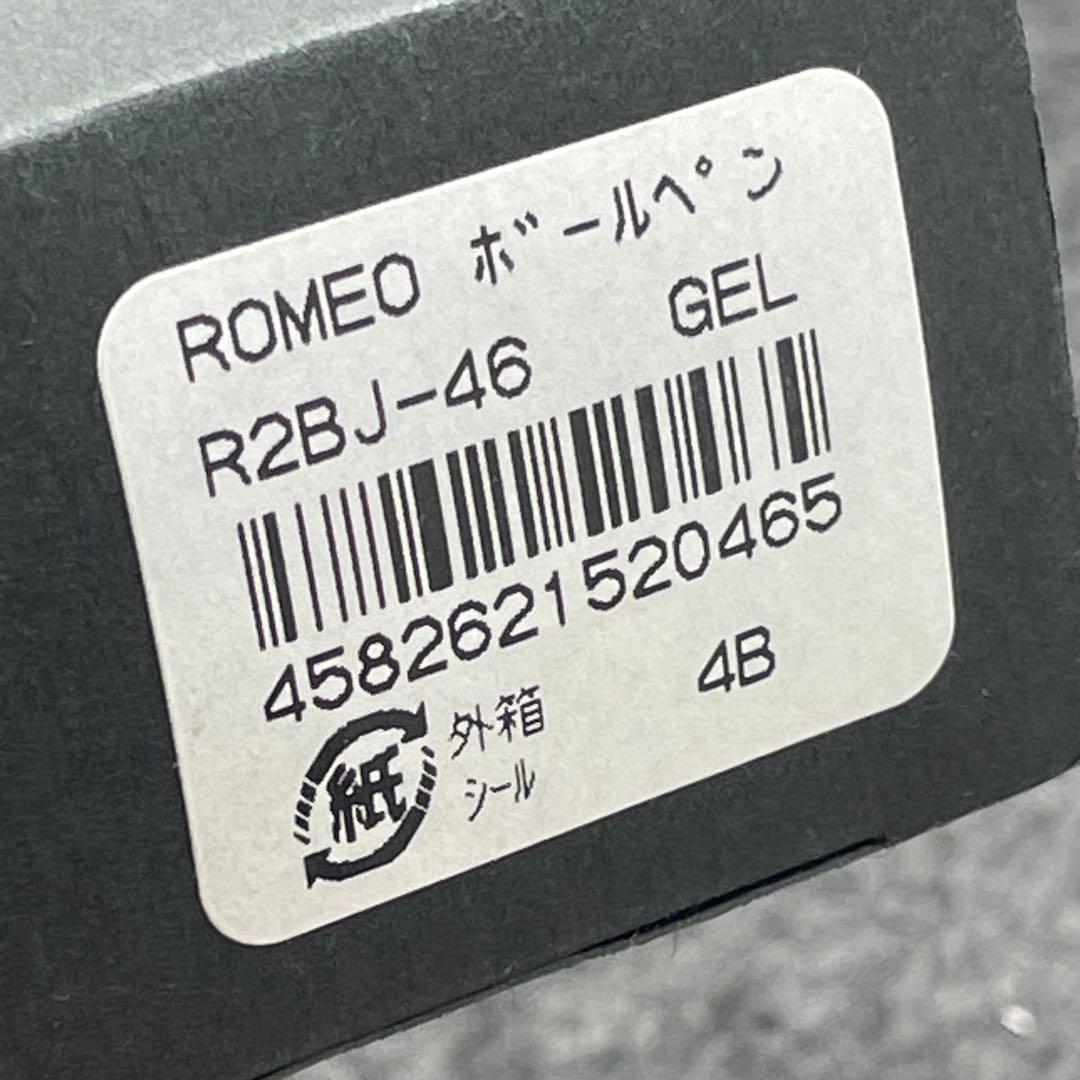 ROMEO ボールペン
R2BJ-46 GEL
4582621520465
4B
紙 外箱
シール